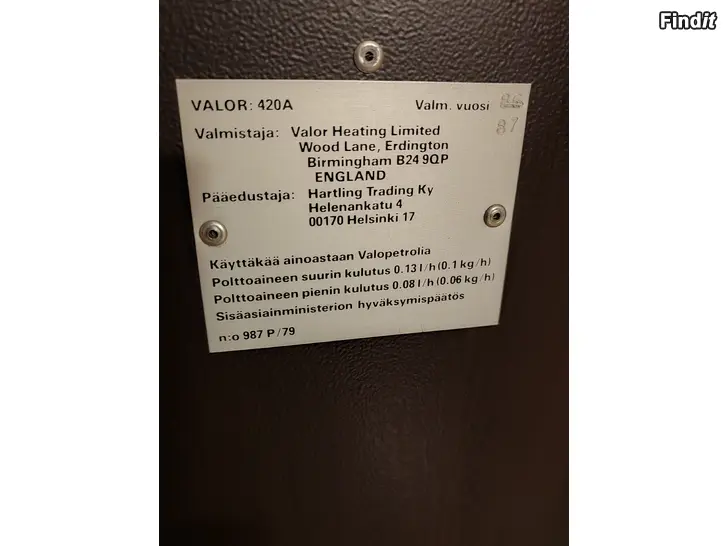 Findit
VALOR: 420A Valm. vuosi
87
Valmistaja: Valor Heating Limited
Wood Lane, Erdington
Birmingham B24 9QP
ENGLAND
Pääedustaja: Hartling Trading Ky
Helenankatu 4
00170 Helsinki 17
Käyttäkää ainoastaan Valopetrolia
Polttoaineen suurin kulutus 0.13 l/h (0.1 kg/h)
Polttoaineen pienin kulutus 0.08 l/h (0.06 kg/h)
Sisäasiainministerion hyväksymispäätös
n:o 987 P/79